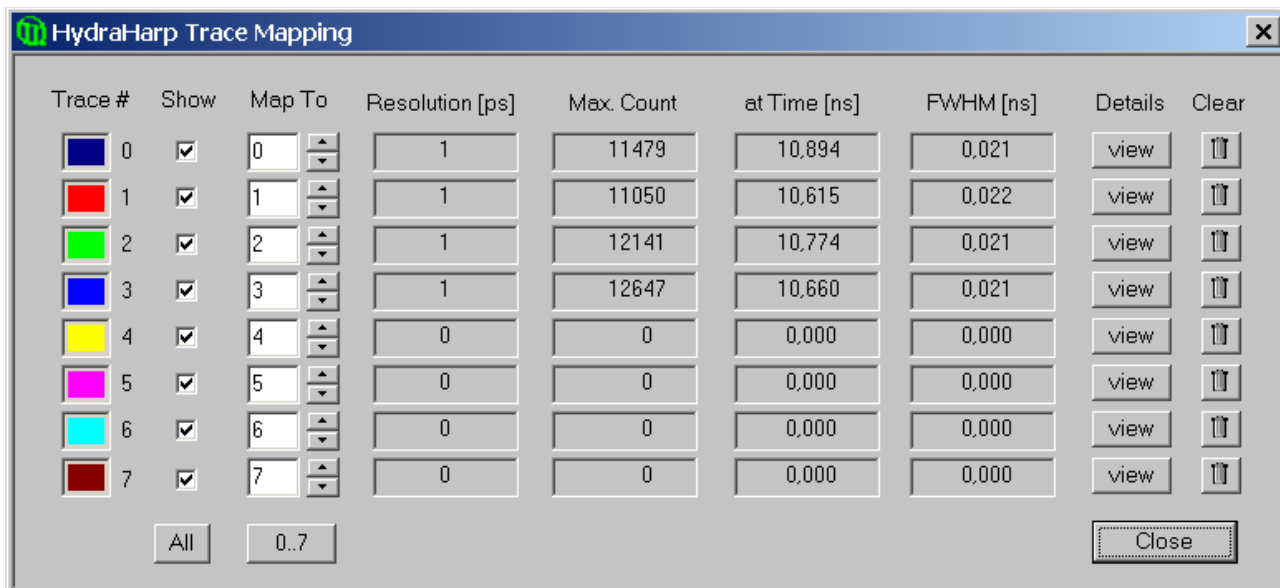 HydraHarp Trace Mapping
Trace # Show Map To Resolution [ps] Max. Count at Time [ns] FWHM [ns] Details Clear
0 0 1 11479 10,894 0,021 view
1 1 1 11050 10,615 0,022 view
2 2 1 12141 10,774 0,021 view
3 3 1 12647 10,660 0,021 view
4 4 0 0 0,000 0,000 view
5 5 0 0 0,000 0,000 view
6 6 0 0 0,000 0,000 view
7 7 0 0 0,000 0,000 view
All 0..7 Close